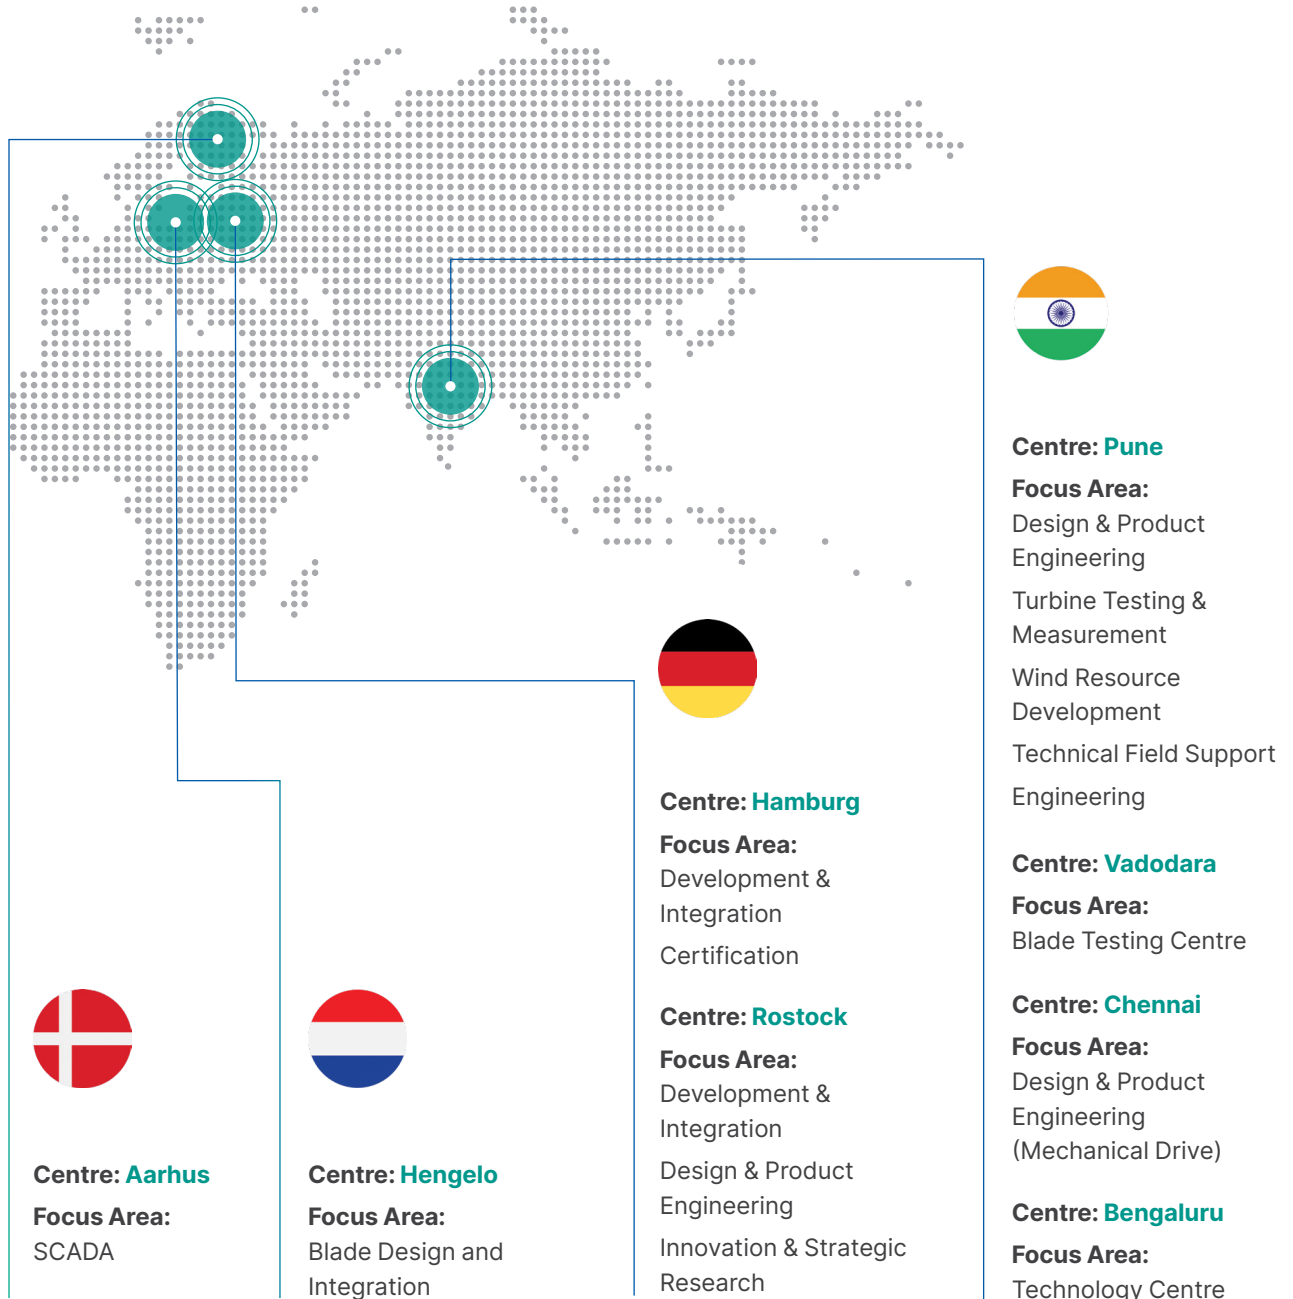 Centre: Aarhus
Focus Area:
SCADA
Centre: Hengelo
Focus Area:
Blade Design and
Integration
Centre: Hamburg
Focus Area:
Development &
Integration
Certification
Centre: Rostock
Focus Area:
Development &
Integration
Design & Product
Engineering
Innovation & Strategic
Research
Centre: Pune
Focus Area:
Design & Product
Engineering
Turbine Testing &
Measurement
Wind Resource
Development
Technical Field Support
Engineering
Centre: Vadodara
Focus Area:
Blade Testing Centre
Centre: Chennai
Focus Area:
Design & Product
Engineering
(Mechanical Drive)
Centre: Bengaluru
Focus Area:
Technology Centre